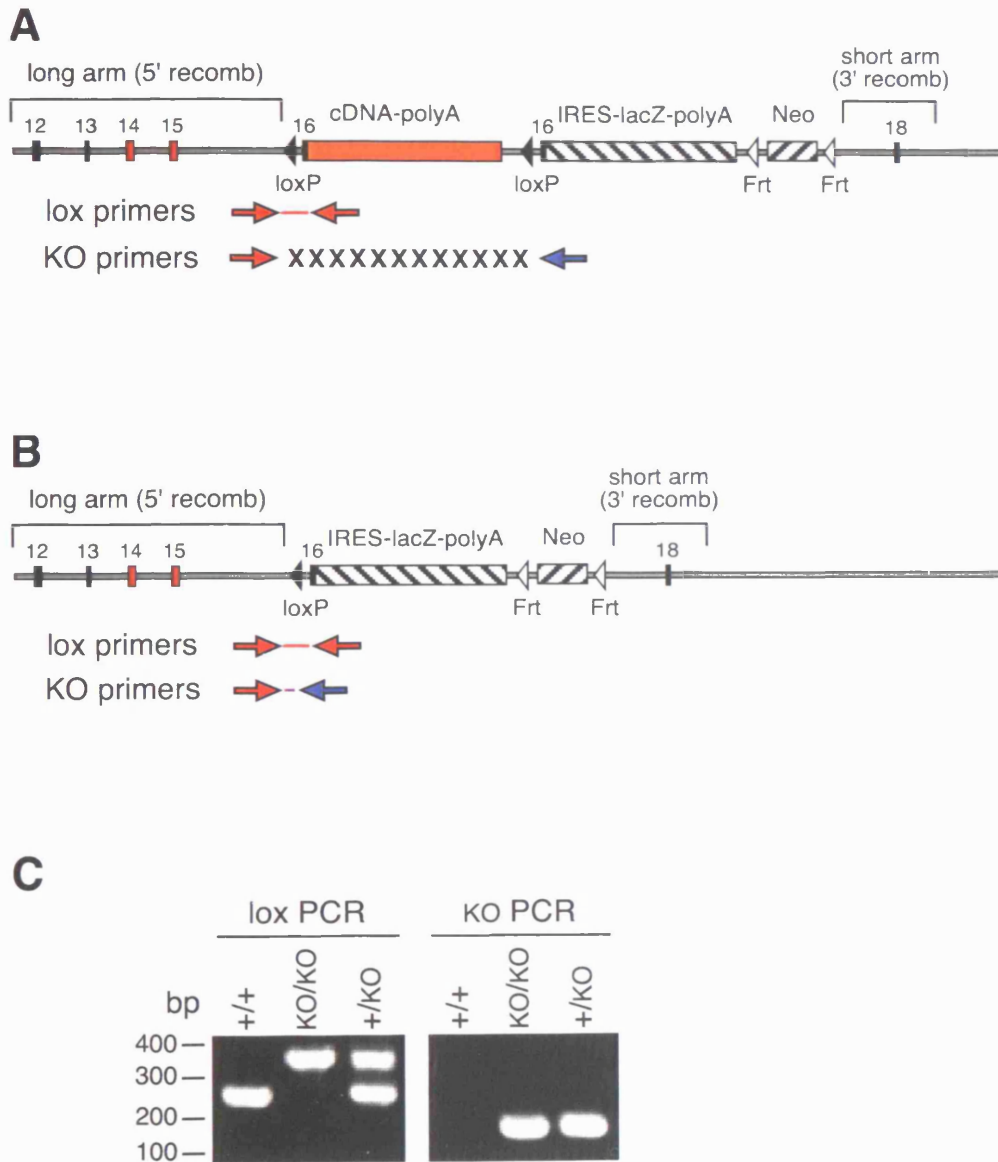 A
long arm (5' recomb)
short arm
(3' recomb)
12 13 14 15 16 cDNA-polyA 16 IRES-lacZ-polyA Neo 18
loxP loxP Frt Frt
lox primers
KO primers XXXXXXXXXXXX
B
long arm (5' recomb)
short arm
(3' recomb)
12 13 14 15 16 IRES-lacZ-polyA Neo 18
loxP Frt Frt
lox primers
KO primers
C
lox PCR KO PCR
bp +/+ KO/KO +/KO +/+ KO/KO +/KO
400
300
200
100